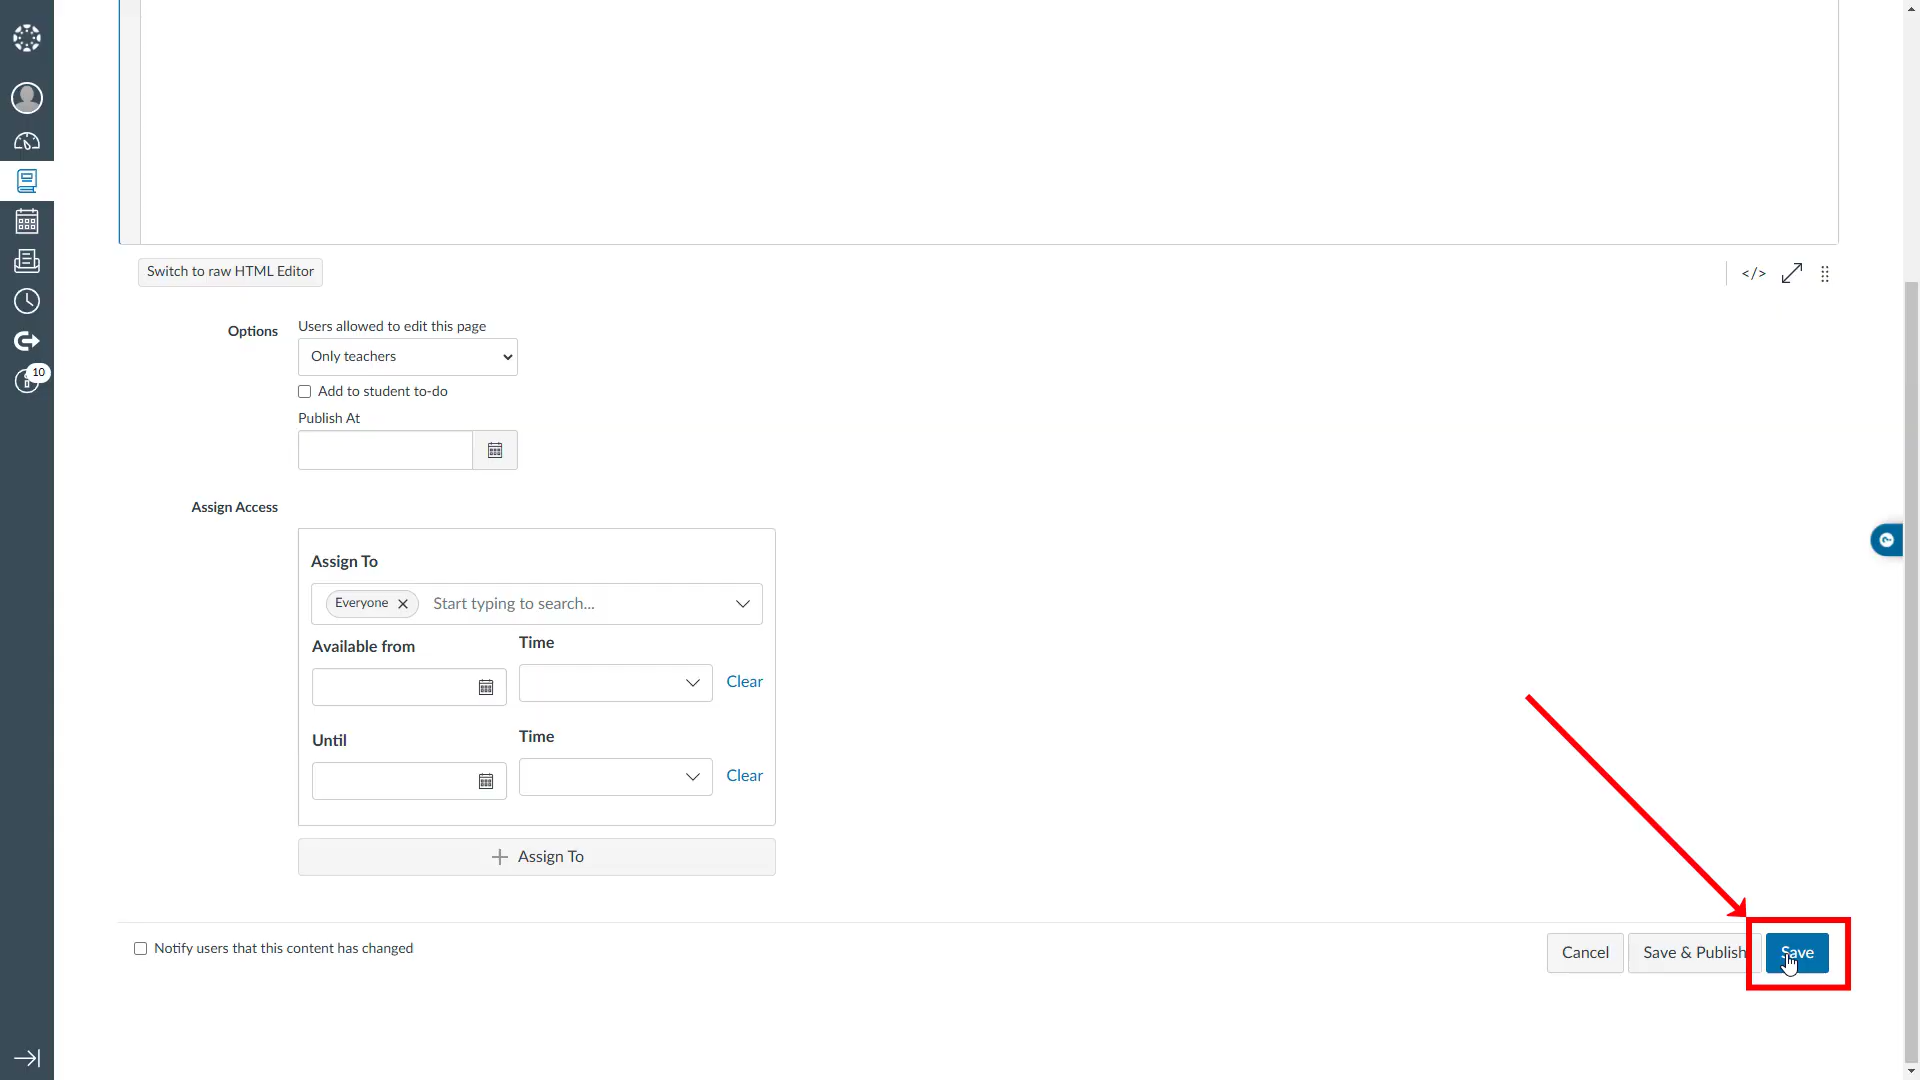 10
Switch to raw HTML Editor
</>
Options
Users allowed to edit this page
Only teachers
Add to student to-do
Publish At
Assign Access
Assign To
Everyone
Start typing to search...
Available from
Time
Clear
Until
Time
Clear
Assign To
Notify users that this content has changed
Cancel
Save & Publish
Save